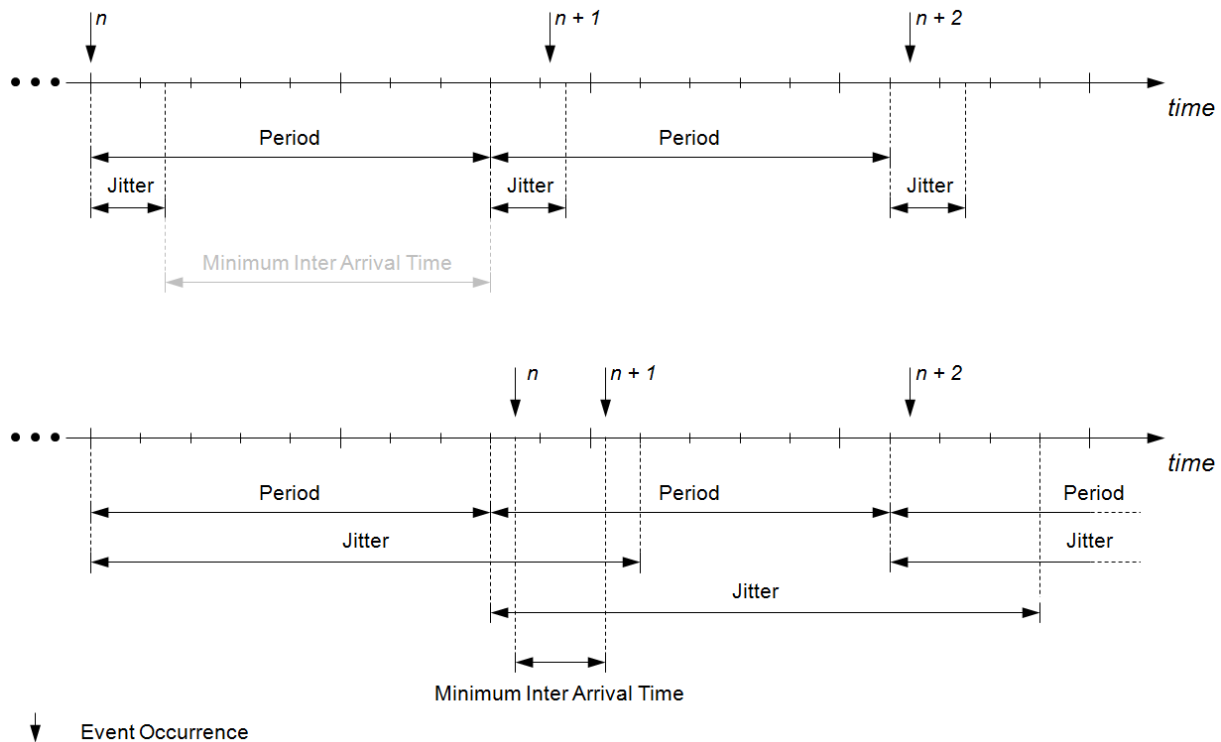 n
n + 1
n + 2
time
Period
Period
Jitter
Jitter
Jitter
Minimum Inter Arrival Time
n
n + 1
n + 2
time
Period
Period
Period
Jitter
Jitter
Jitter
Minimum Inter Arrival Time
Event Occurrence